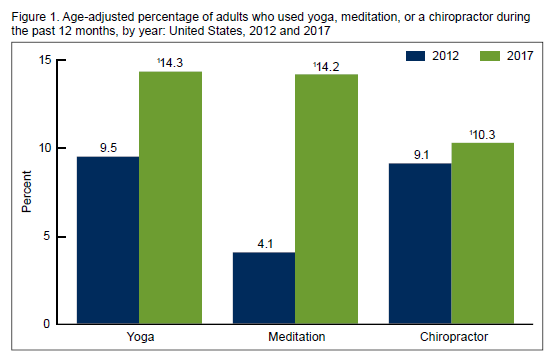 Figure 1. Age-adjusted percentage of adults who used yoga, meditation, or a chiropractor during
the past 12 months, by year: United States, 2012 and 2017
2012 2017
15
10
5
0
Percent
9.5
¹14.3
4.1
¹14.2
9.1
¹10.3
Yoga Meditation Chiropractor